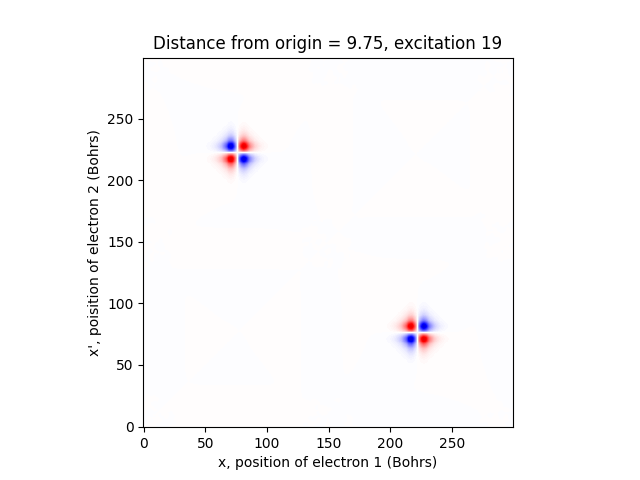 Distance from origin = 9.75, excitation 19
250
200
150
100
50
0
x', poisition of electron 2 (Bohrs)
0 50 100 150 200 250
x, position of electron 1 (Bohrs)